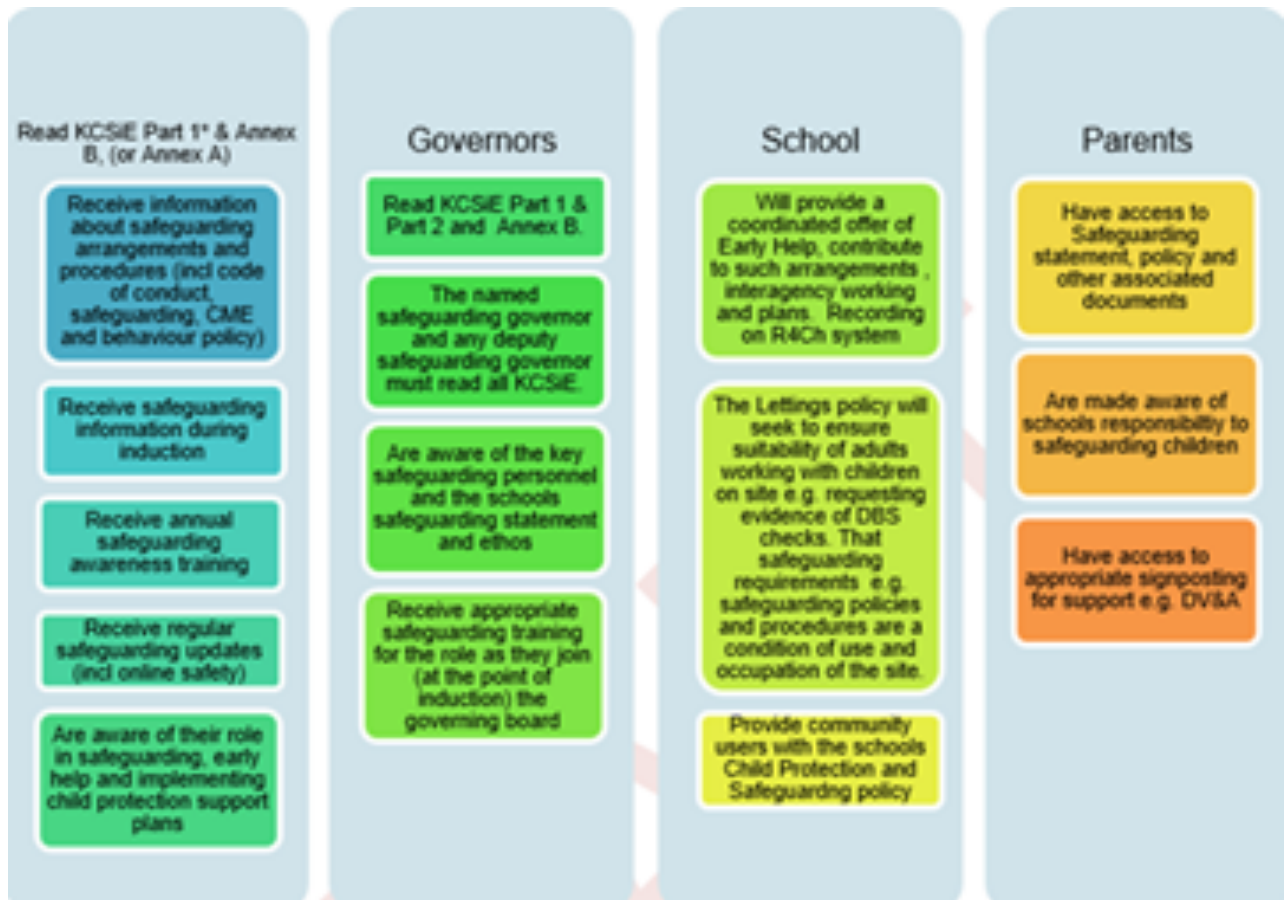 Read KCSiE Part 1* & Annex
B, (or Annex A)
Receive information
about safeguarding
arrangements and
procedures (incl code
of conduct,
safeguarding, CME
and behaviour policy)
Receive safeguarding
information during
induction
Receive annual
safeguarding
awareness training
Receive regular
safeguarding updates
(incl online safety)
Are aware of their role
in safeguarding, early
help and implementing
child protection support
plans
Governors
Read KCSiE Part 1 &
Part 2 and Annex B.
The named
safeguarding governor
and any deputy
safeguarding governor
must read all KCSiE.
Are aware of the key
safeguarding personnel
and the schools
safeguarding statement
and ethos
Receive appropriate
safeguarding training
for the role as they join
(at the point of
induction) the
governing board
School
Will provide a
coordinated offer of
Early Help, contribute
to such arrangements ,
interagency working
and plans. Recording
on R4Ch system
The Lettings policy will
seek to ensure
suitability of adults
working with children
on site e.g. requesting
evidence of DBS
checks. That
safeguarding
requirements e.g.
safeguarding policies
and procedures are a
condition of use and
occupation of the site.
Provide community
users with the schools
Child Protection and
Safeguardng policy
Parents
Have access to
Safeguarding
statement, policy and
other associated
documents
Are made aware of
schools responsibiltiy to
safeguarding children
Have access to
appropriate signposting
for support e.g. DV&A